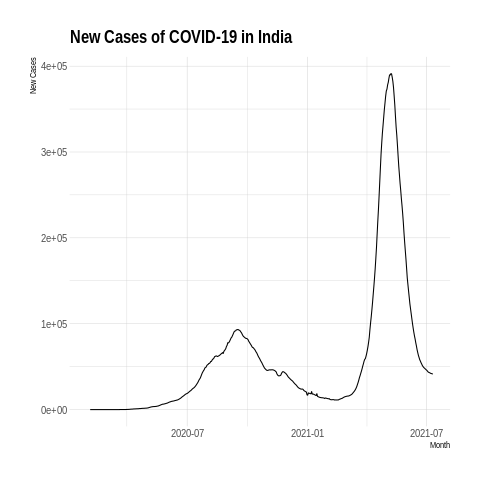 New Cases of COVID-19 in India
New Cases
4e+05
3e+05
2e+05
1e+05
0e+00
2020-07
2021-01
2021-07
Month